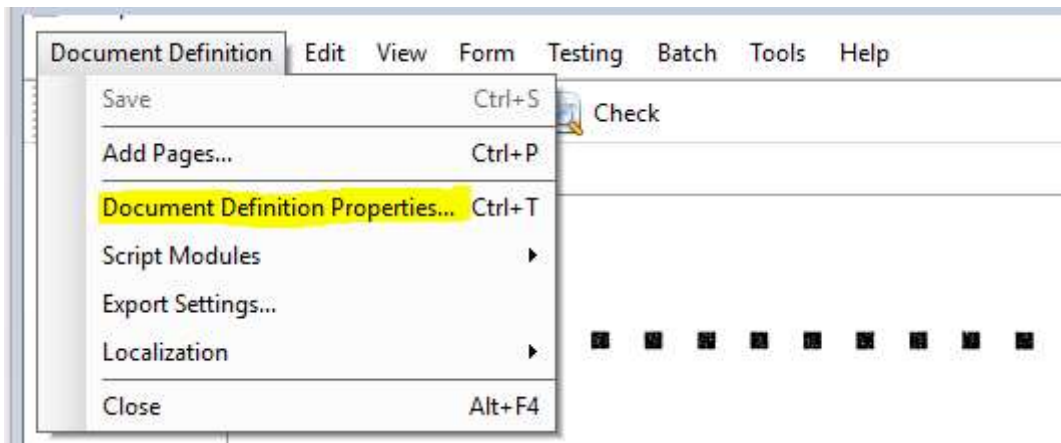 Document Definition Edit View Form Testing Batch Tools Help
Save Ctrl+S
Check
Add Pages... Ctrl+P
Document Definition Properties... Ctrl+T
Script Modules
Export Settings...
Localization
Close Alt+F4